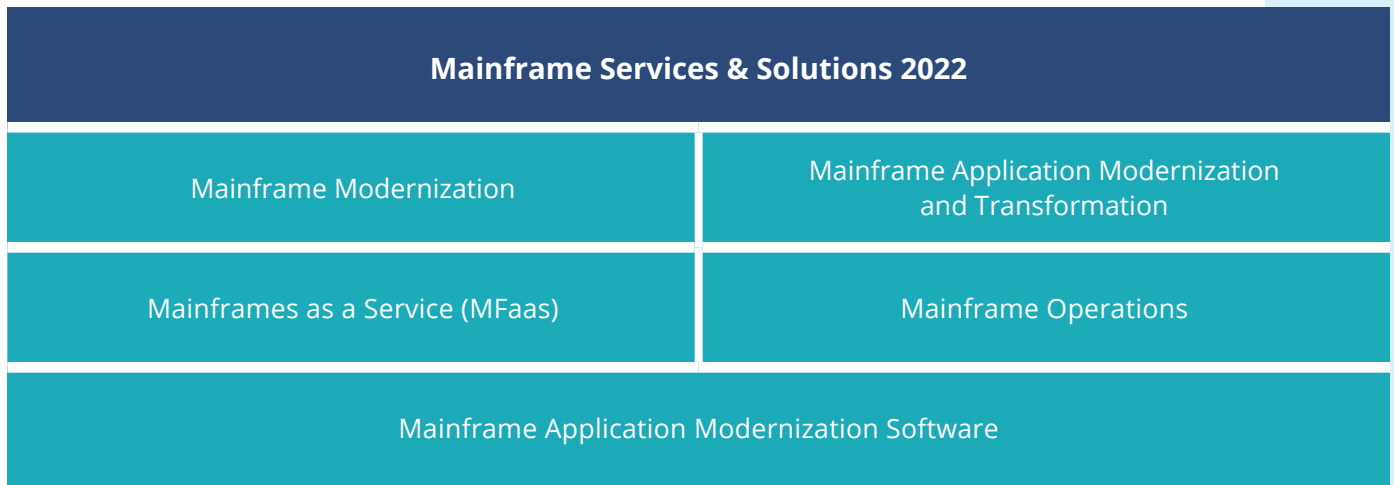 Mainframe Services & Solutions 2022
Mainframe Modernization
Mainframe Application Modernization
and Transformation
Mainframes as a Service (MFaas)
Mainframe Operations
Mainframe Application Modernization Software